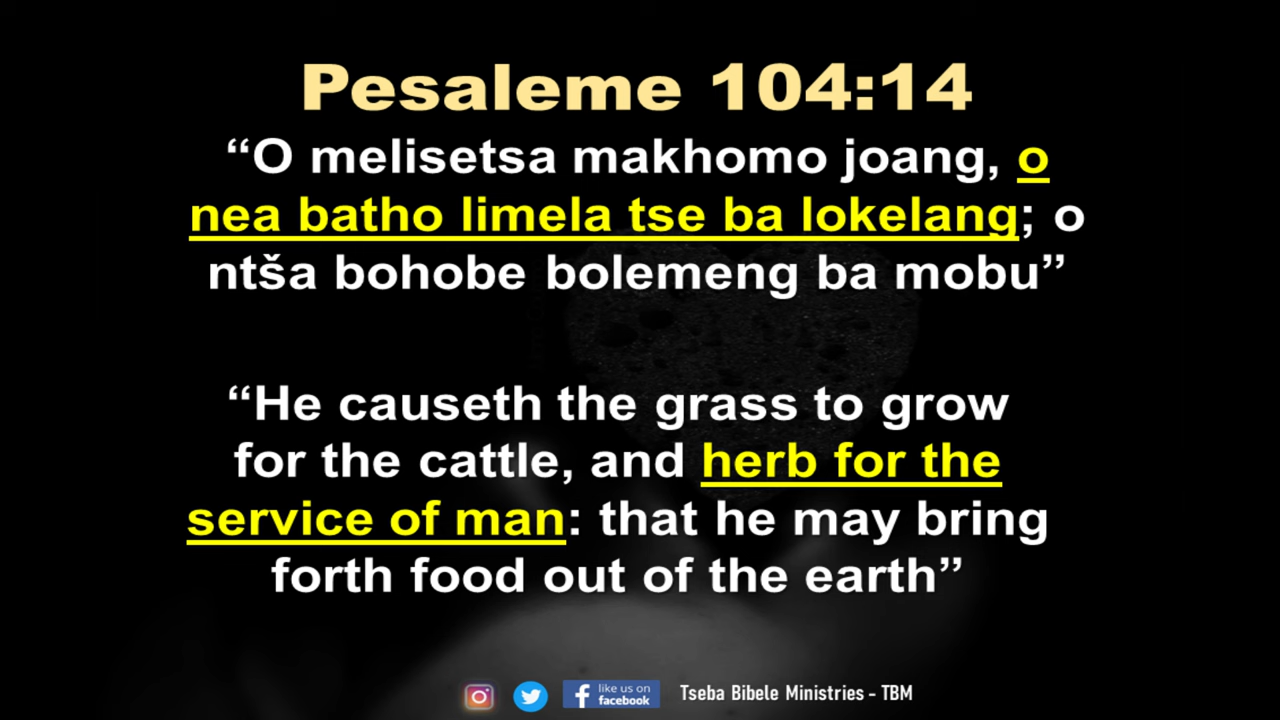 Pesaleme 104:14
“O melisetsa makhomo joang, o
nea batho limela tse ba lokelang; o
ntša bohobe bolemeng ba mobu”
“He causeth the grass to grow
for the cattle, and herb for the
service of man: that he may bring
forth food out of the earth”
like us on
facebook
Tseba Bibele Ministries - TBM